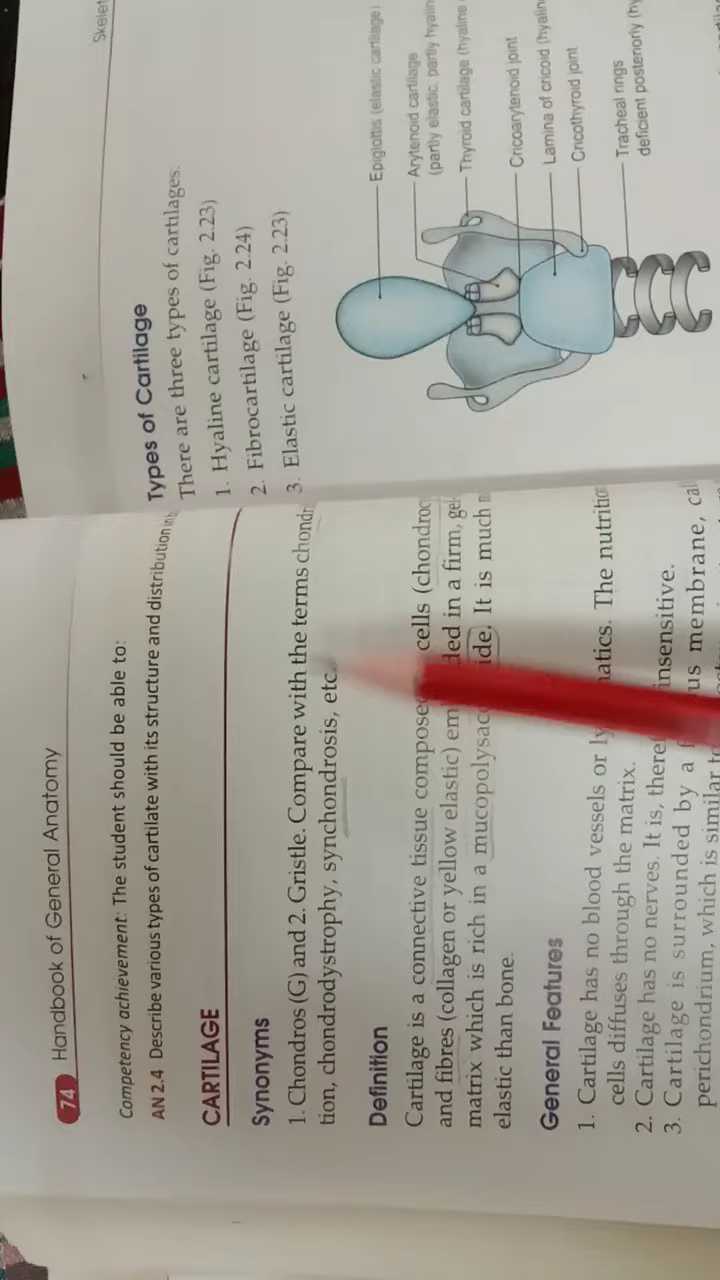 74 Handbook of General Anatomy
Competency achievement: The student should be able to:
AN 2.4 Describe various types of cartilate with its structure and distribution in
CARTILAGE
Synonyms
1. Chondros (G) and 2. Gristle. Compare with the terms chondr
tion, chondrodystrophy, synchondrosis, etc.
Definition
Cartilage is a connective tissue compose cells (chondroc
and fibres (collagen or yellow elastic) em ded in a firm, gel
matrix which is rich in a mucopolysac ide. It is much
elastic than bone.
General Features
1. Cartilage has no blood vessels or ly atics. The nutritio
cells diffuses through the matrix.
2. Cartilage has no nerves. It is, theref insensitive.
3. Cartilage is surrounded by a f us membrane, cal
perichondrium, which is similar to
Skelet
Types of Cartilage
There are three types of cartilages:
1. Hyaline cartilage (Fig. 2.23)
2. Fibrocartilage (Fig. 2.24)
3. Elastic cartilage (Fig. 2.23)
Epiglottis (elastic cartilage)
Arytenoid cartilage
(partly elastic, partly hyalin
Thyroid cartilage (hyaline
Cricoarytenoid joint
Lamina of cricoid (hyalin
Cricothyroid joint
Tracheal rings
deficient posteriorly (hy